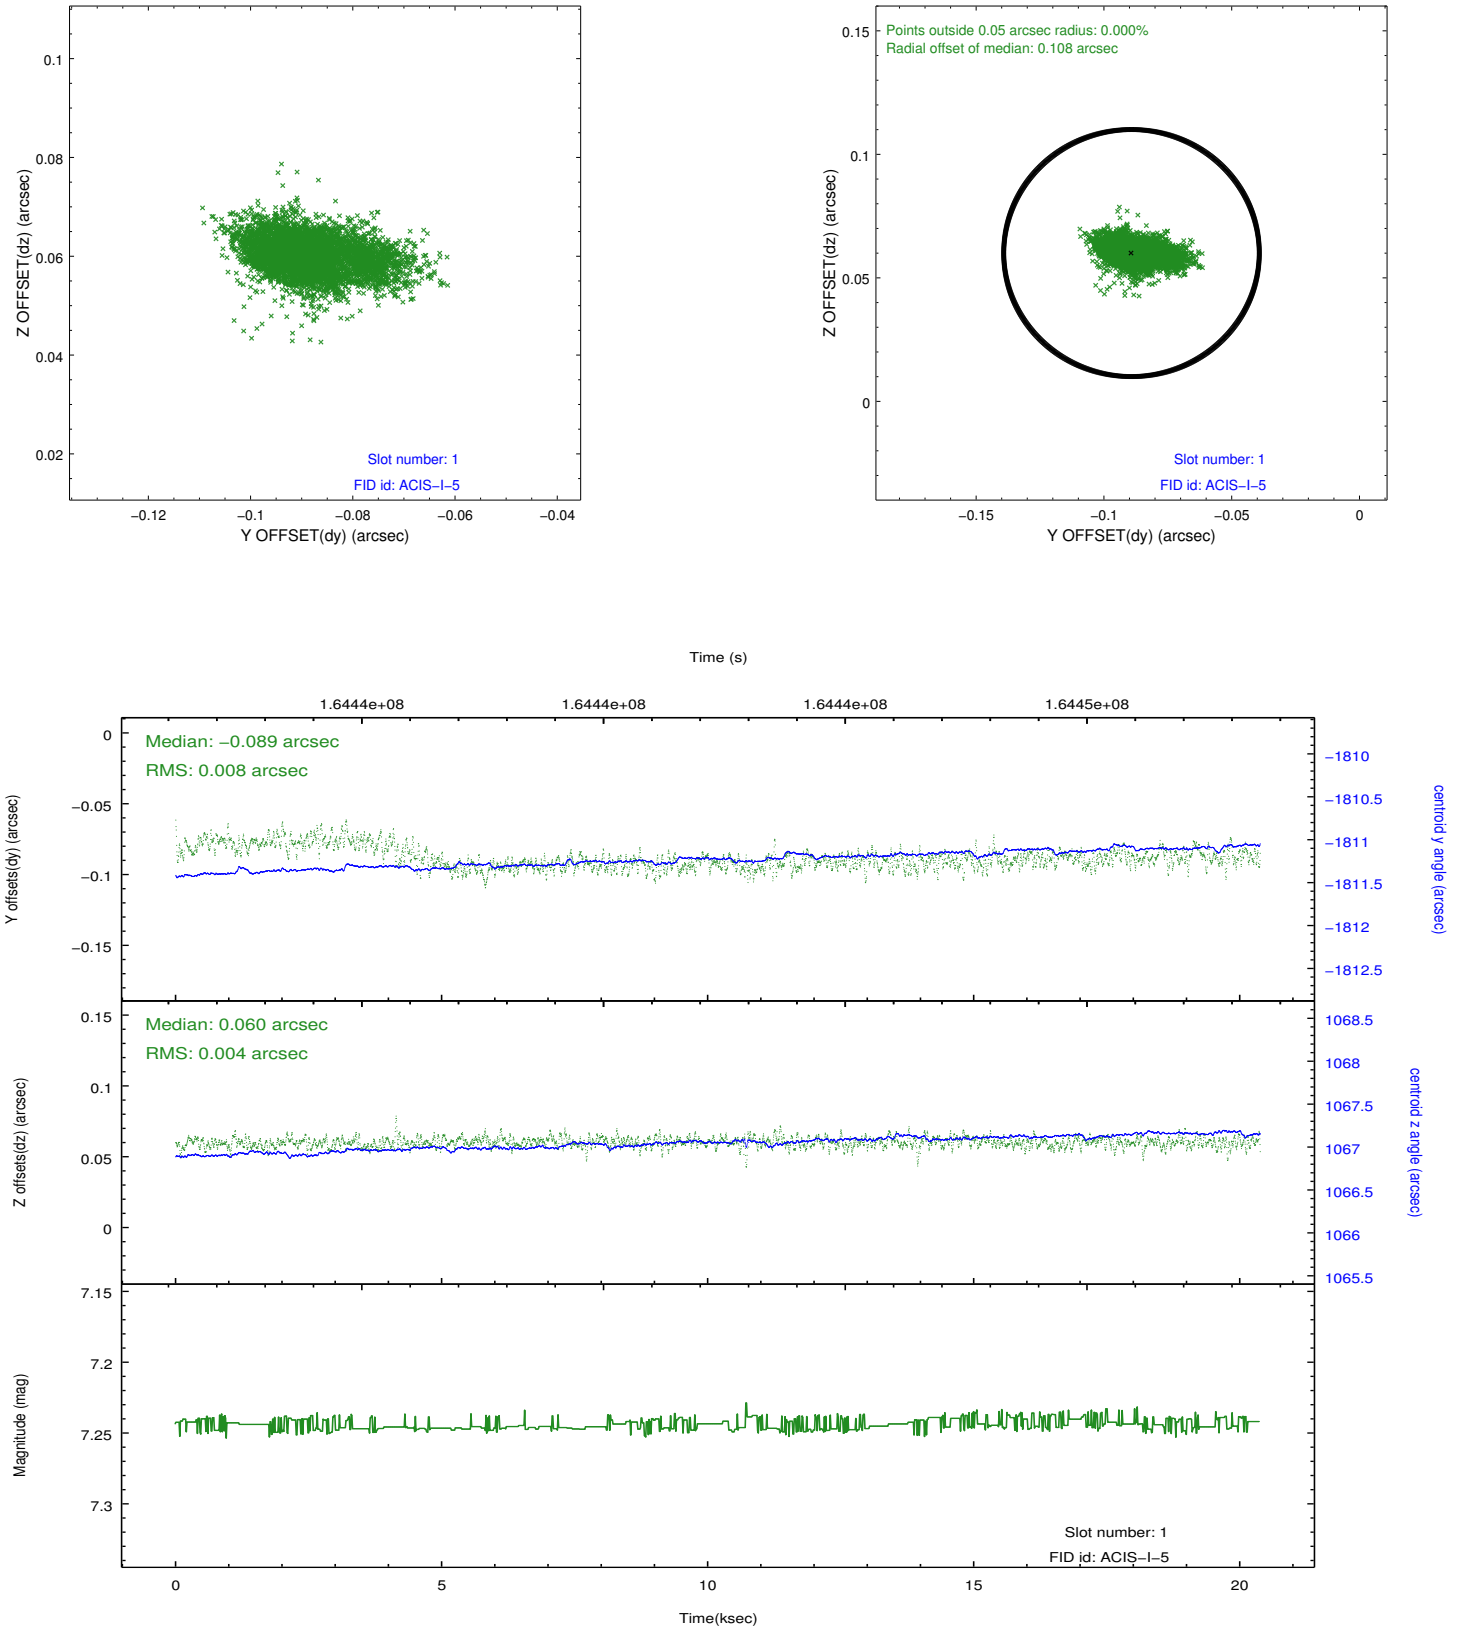 0.1
0.08
0.06
0.04
0.02
Z OFFSET(dz) (arcsec)
−0.12 −0.1 −0.08 −0.06 −0.04
Y OFFSET(dy) (arcsec)
Slot number: 1
FID id: ACIS−I−5
Points outside 0.05 arcsec radius: 0.000%
Radial offset of median: 0.108 arcsec
0.15
0.1
0.05
0
Z OFFSET(dz) (arcsec)
−0.15 −0.1 −0.05 0
Y OFFSET(dy) (arcsec)
Slot number: 1
FID id: ACIS−I−5
Time (s)
1.6444e+08 1.6444e+08 1.6444e+08 1.6445e+08
Median: −0.089 arcsec
RMS: 0.008 arcsec
0
−0.05
−0.1
−0.15
Y offsets(dy) (arcsec)
−1810
−1810.5
−1811
−1811.5
−1812
−1812.5
centroid y angle (arcsec)
Median: 0.060 arcsec
RMS: 0.004 arcsec
0.15
0.1
0.05
0
Z offsets(dz) (arcsec)
1068.5
1068
1067.5
1067
1066.5
1066
1065.5
centroid z angle (arcsec)
7.15
7.2
7.25
7.3
Magnitude (mag)
Slot number: 1
FID id: ACIS−I−5
0 5 10 15 20
Time(ksec)